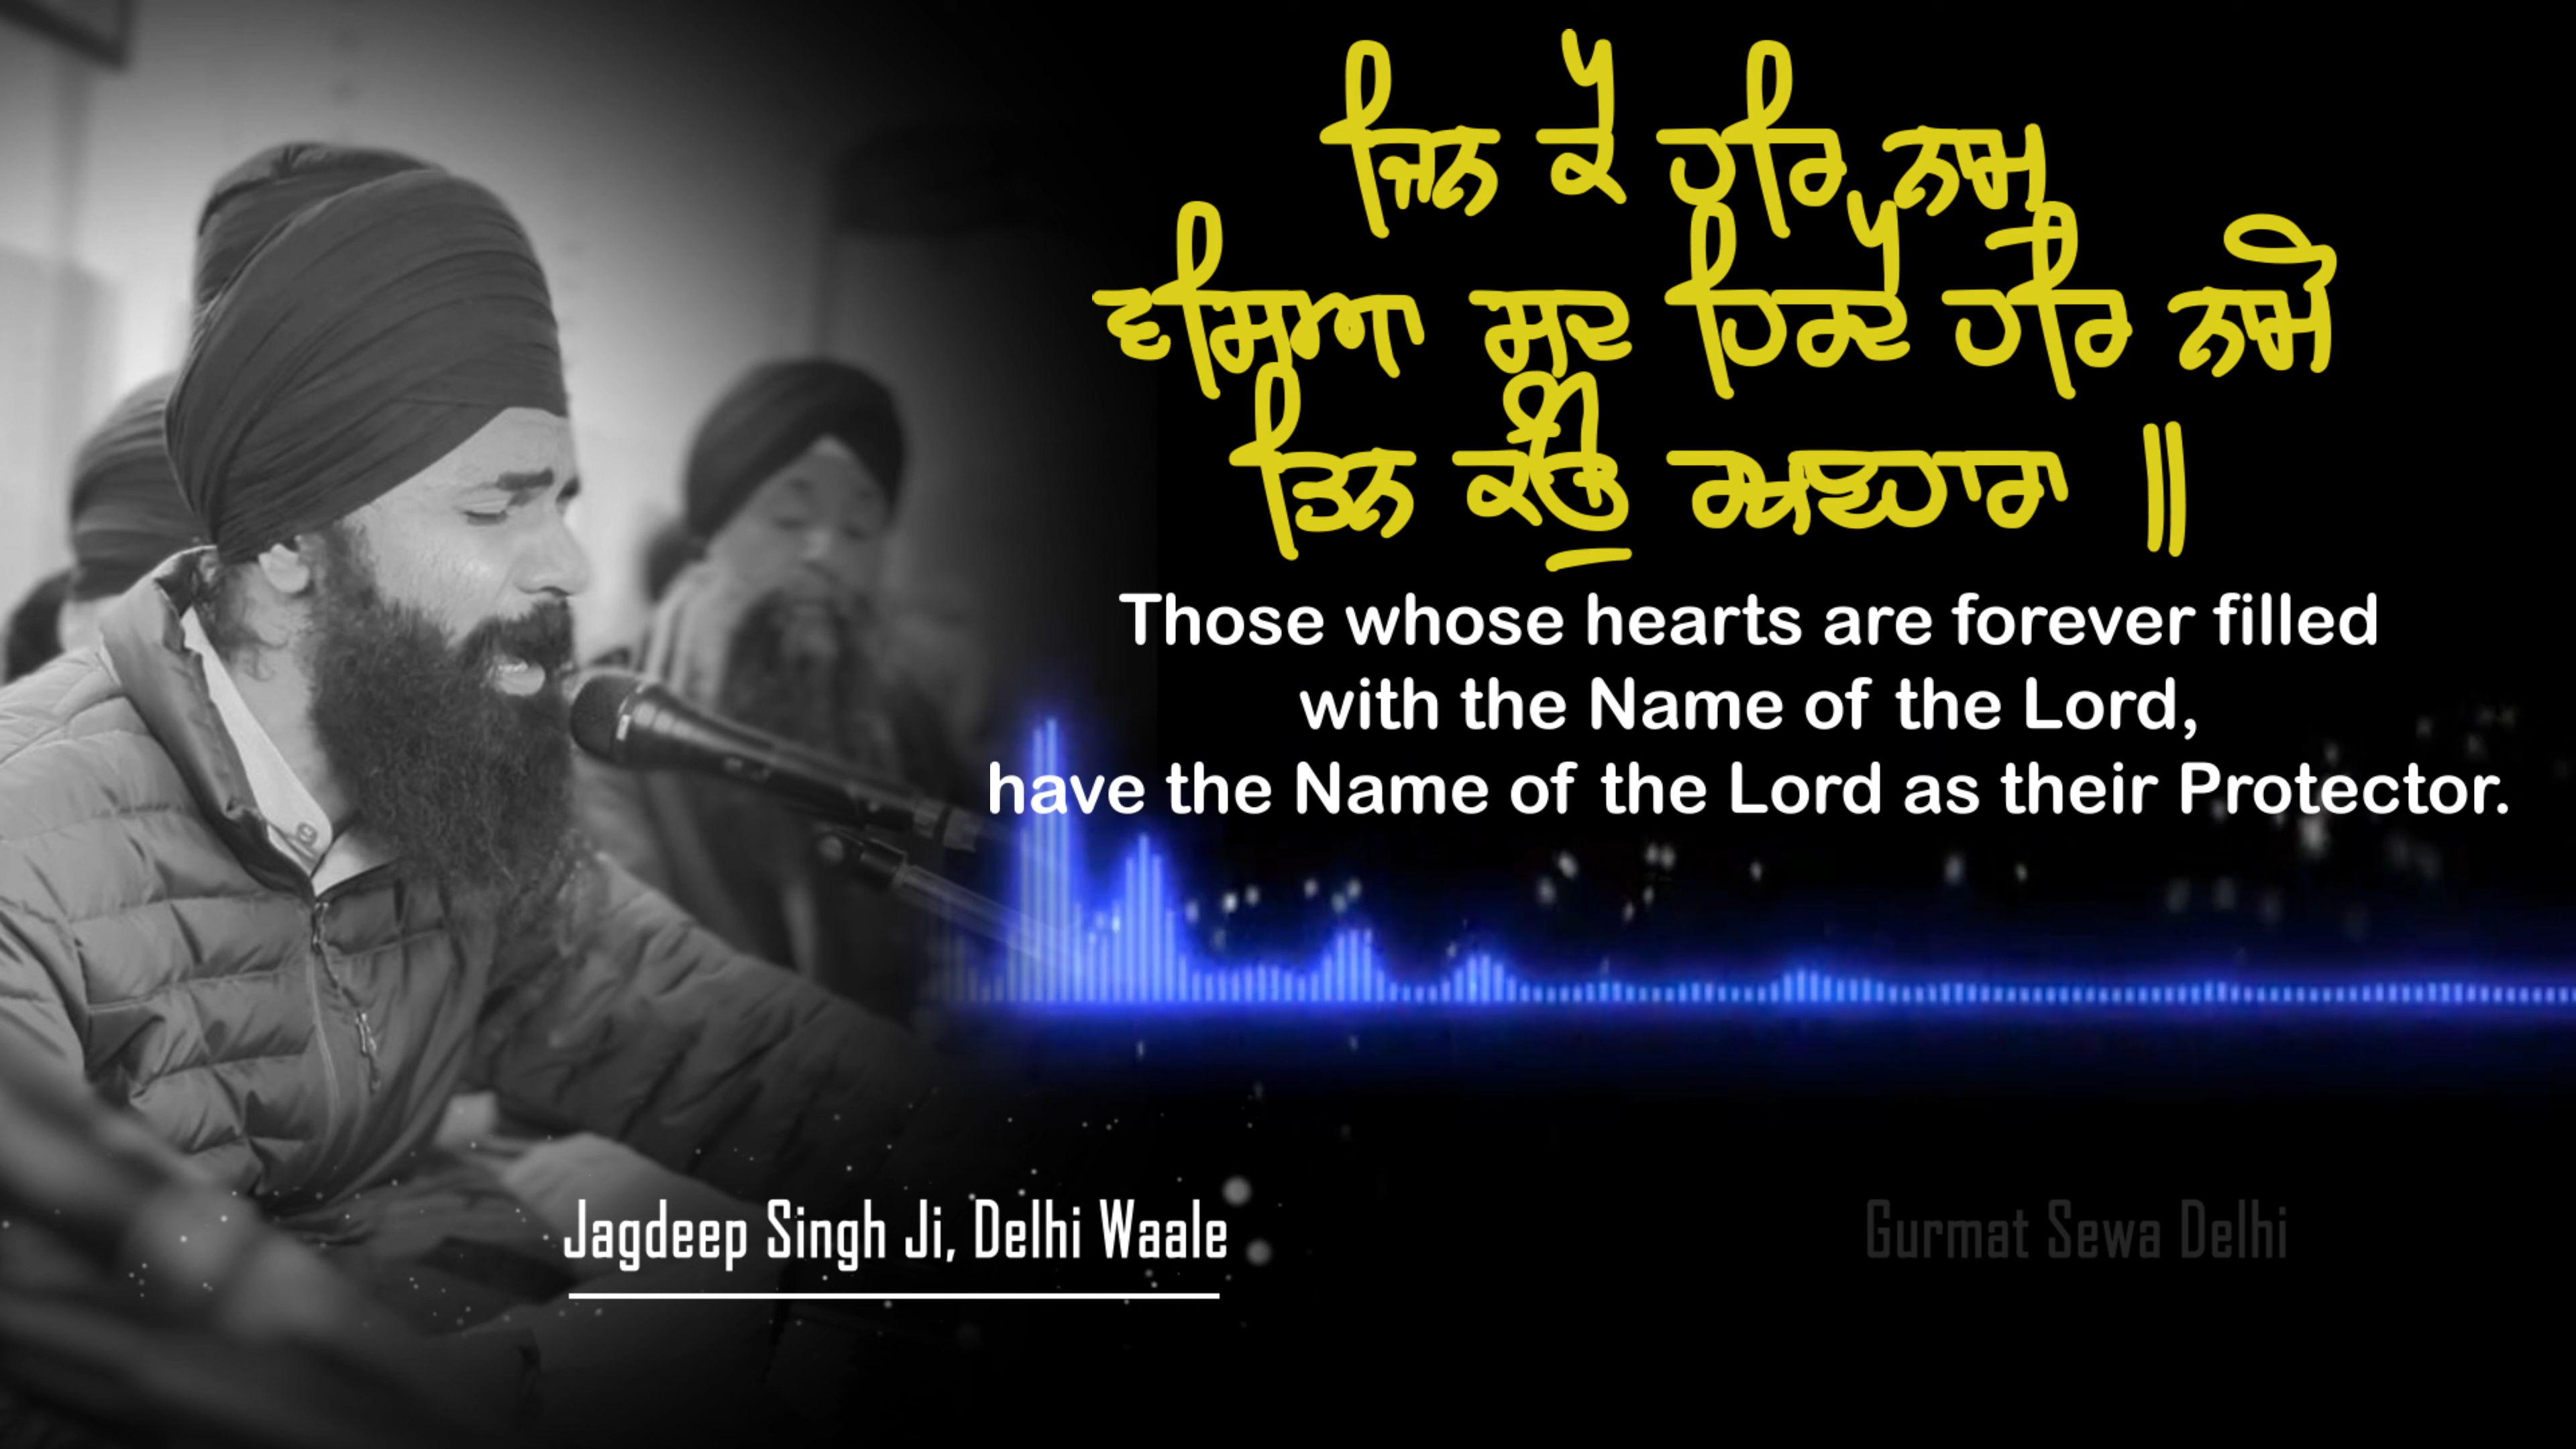 ਜਿਨ ਕੈ ਹਰਿ ਨਾਮੁ
ਵਸਿਆ ਸਦ ਹਿਰਦੈ ਹਰਿ ਨਾਮੋ
ਤਿਨ ਕੰਉ ਰਖਣਹਾਰਾ ॥
Those whose hearts are forever filled
with the Name of the Lord,
have the Name of the Lord as their Protector.
Jagdeep Singh Ji, Delhi Waale
Gurmat Sewa Delhi